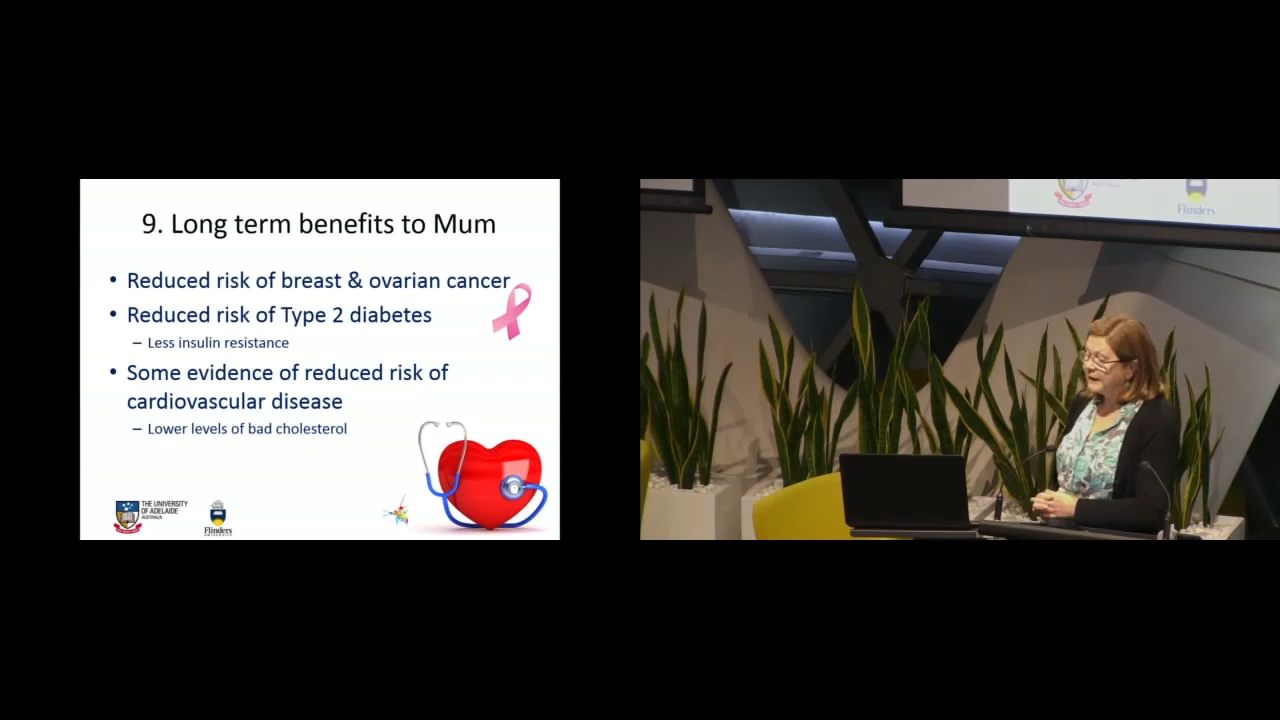 9. Long term benefits to Mum
• Reduced risk of breast & ovarian cancer
• Reduced risk of Type 2 diabetes
– Less insulin resistance
• Some evidence of reduced risk of
cardiovascular disease
– Lower levels of bad cholesterol
THE UNIVERSITY
OF ADELAIDE
AUSTRALIA
Flinders
UNIVERSITY
Flinders